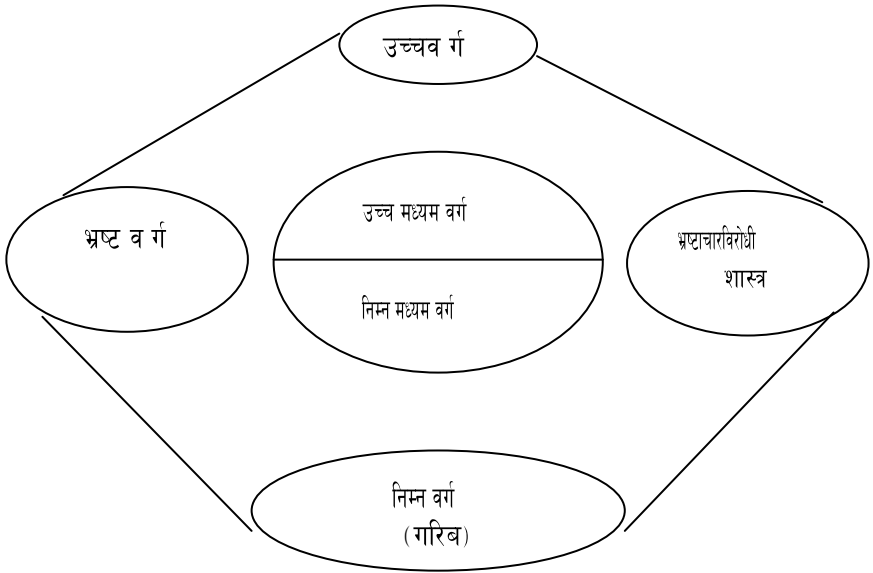 उच्चव र्ग
उच्च मध्यम वर्ग
भ्रष्ट व र्ग
भ्रष्टाचारविरोधी
शास्त्र
निम्न मध्यम वर्ग
निम्न वर्ग
(गरिब)